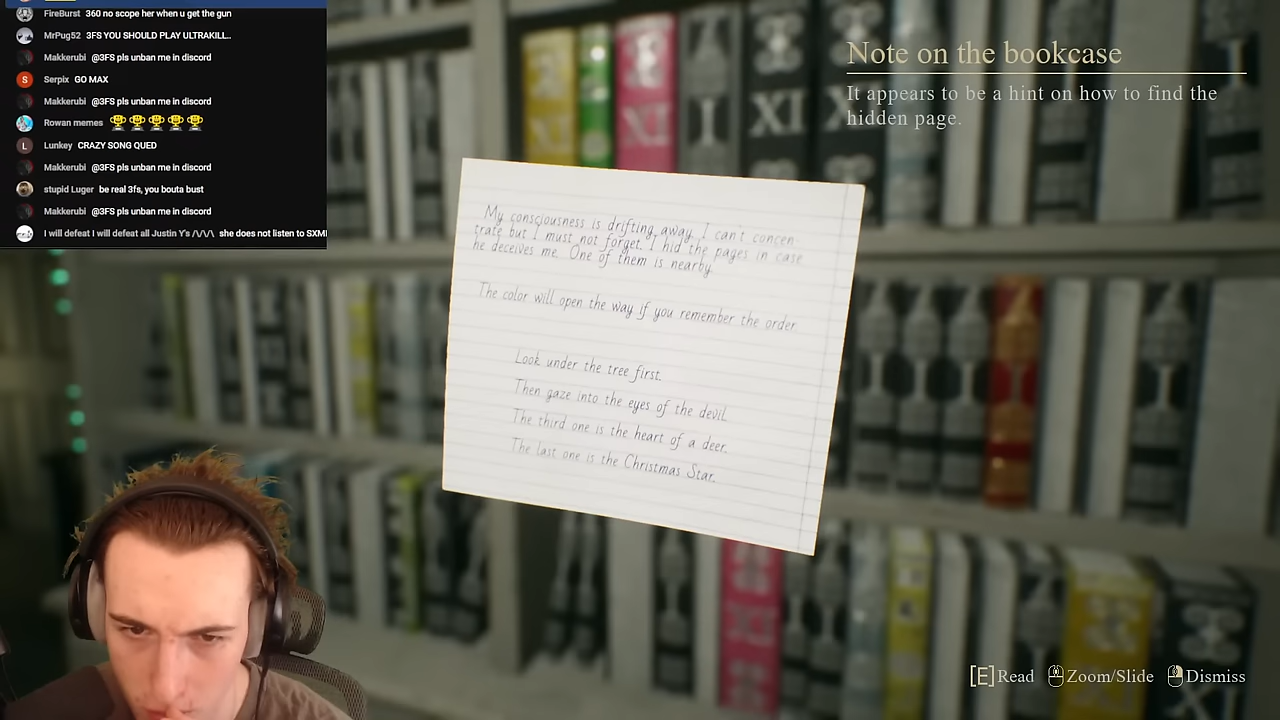 FireBurst 360 no scope her when u get the gun
MrPug52 3FS YOU SHOULD PLAY ULTRAKILL..
Makkerubi @3FS pls unban me in discord
S Serpix GO MAX
Makkerubi @3FS pls unban me in discord
Rowan memes 🏆🏆🏆🏆🏆
L Lunkey CRAZY SONG QUED
Makkerubi @3FS pls unban me in discord
stupid Luger be real 3fs, you bouta bust
Makkerubi @3FS pls unban me in discord
I will defeat I will defeat all Justin Y's /\/\/\ she does not listen to SXM
Note on the bookcase
It appears to be a hint on how to find the
hidden page.
XI
XI
I
XI
I
My consciousness is drifting away. I can't concen
trate but I must not forget. I hid the pages in case
he deceives me. One of them is nearby.
The color will open the way if you remember the order
Look under the tree first.
Then gaze into the eyes of the devil.
The third one is the heart of a deer.
The last one is the Christmas Star.
XI
XI
[E]Read Zoom/Slide Dismiss